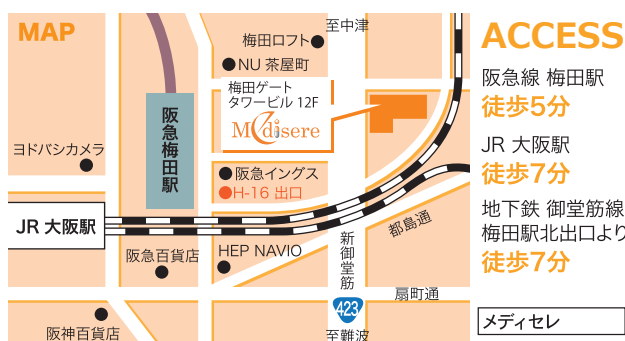 MAP
至中津
梅田ロフト
NU 茶屋町
梅田ゲート
タワービル 12F
Medisere
阪急梅田駅
ヨドバシカメラ
阪急イングス
H-16 出口
JR 大阪駅
都島通
新御堂筋
阪急百貨店
HEP NAVIO
扇町通
423
阪神百貨店
至難波
ACCESS
阪急線 梅田駅
徒歩5分
JR 大阪駅
徒歩7分
地下鉄 御堂筋線
梅田駅北出口より
徒歩7分
メディセレ